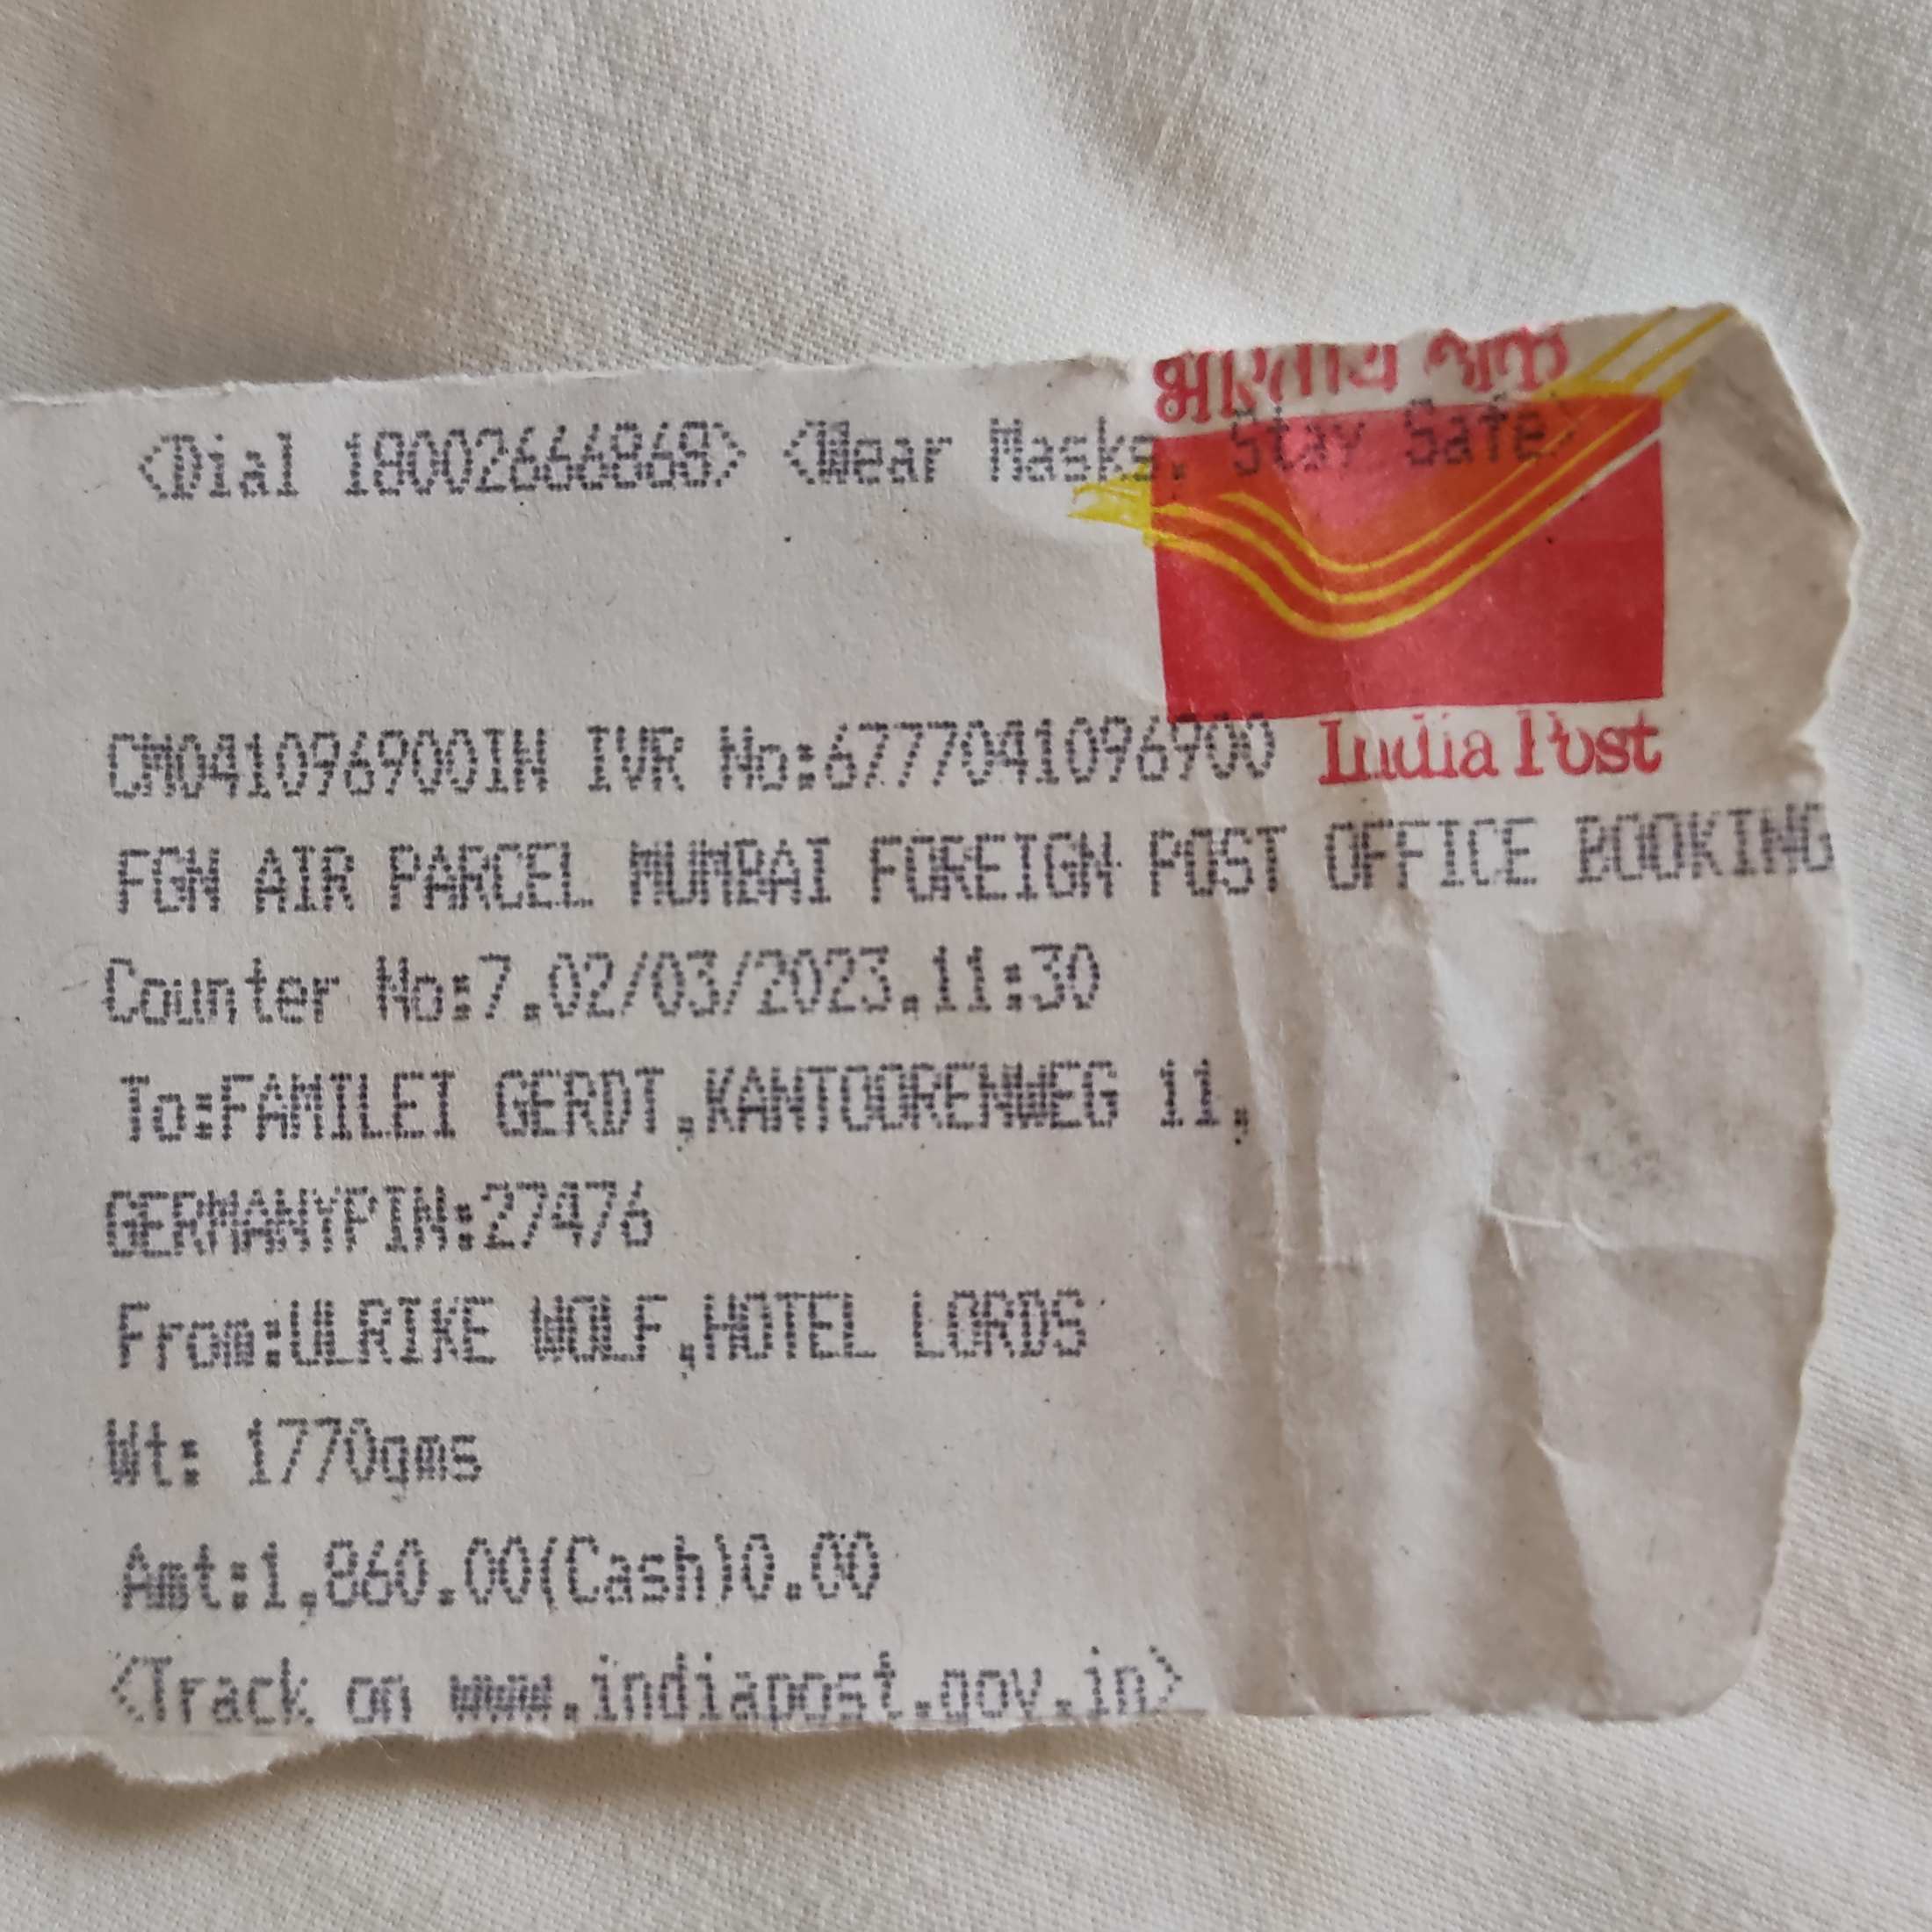 भारतीय डाक
<Dial 18002666868> <Wear Masks, Stay Safe>
CM041096900IN IVR No:6777041096900
India Post
FGN AIR PARCEL MUMBAI FOREIGN POST OFFICE BOOKING
Counter No:7,02/03/2023,11:30
To:FAMILEI GERDT,KANTOORENWEG 11,
GERMANYPIN:27476
From:ULRIKE WOLF,HOTEL LORDS
Wt: 1770gms
Amt:1,860.00(Cash)0.00
<Track on www.indiapost.gov.in>